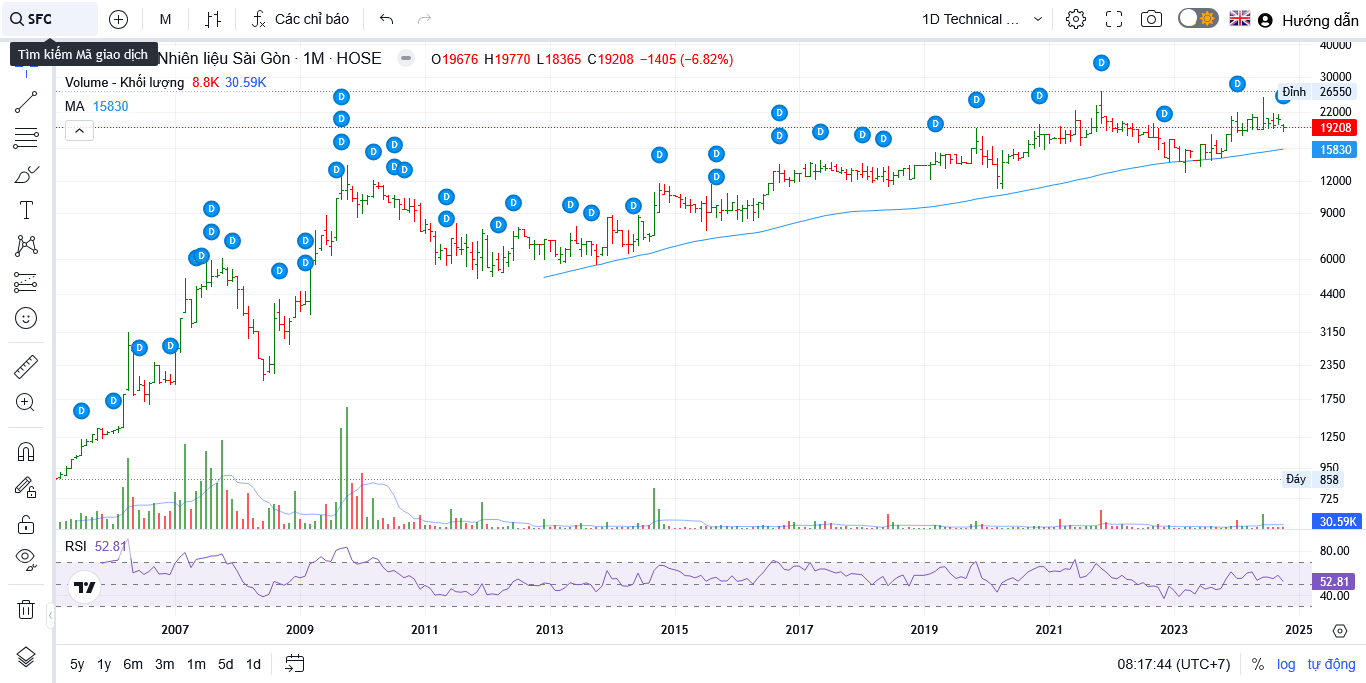 SFC
M
Các chỉ báo
1D Technical ...
Hướng dẫn
Tìm kiếm Mã giao dịch
Nhiên liệu Sài Gòn · 1M · HOSE
O19676 H19770 L18365 C19208 −1405 (−6.82%)
Volume - Khối lượng 8.8K 30.59K
MA 15830
40000
30000
Đỉnh 26550
22000
19208
15830
12000
9000
6000
4400
3150
2350
1750
1250
950
Đáy 858
725
30.59K
RSI 52.81
80.00
52.81
40.00
D D D D D D D D D D D D D D D D D D D D D D D D D D D D D D D D D D D D D D D D D D
2007 2009 2011 2013 2015 2017 2019 2021 2023 2025
5y 1y 6m 3m 1m 5d 1d
08:17:44 (UTC+7) % log tự động